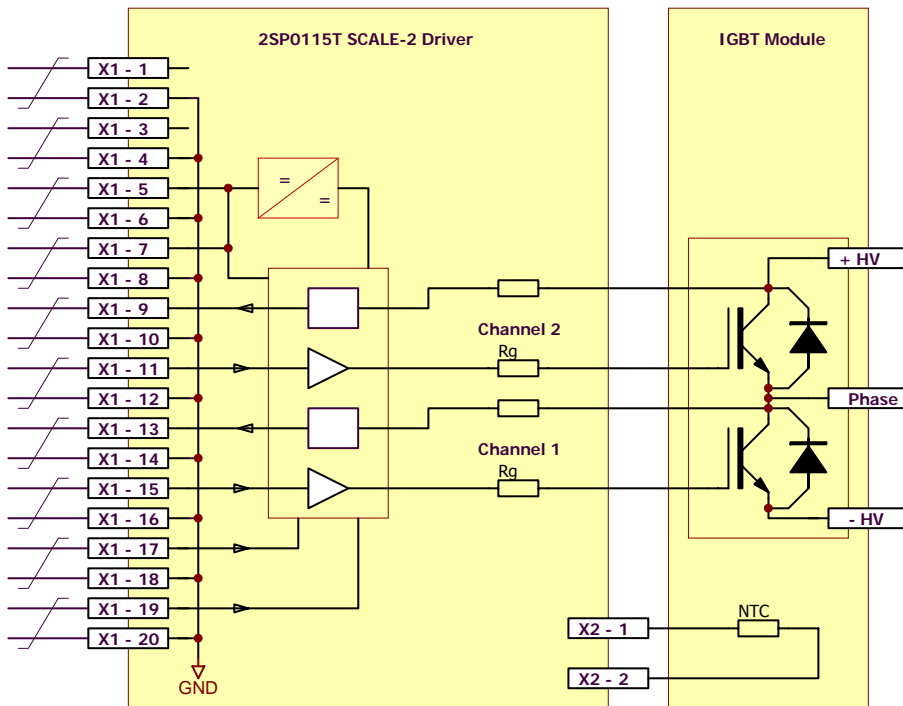 2SP0115T SCALE-2 Driver
IGBT Module
X1 - 1
X1 - 2
X1 - 3
X1 - 4
X1 - 5
X1 - 6
X1 - 7
X1 - 8
X1 - 9
X1 - 10
X1 - 11
X1 - 12
X1 - 13
X1 - 14
X1 - 15
X1 - 16
X1 - 17
X1 - 18
X1 - 19
X1 - 20
GND
=
=
Channel 2
Rg
Channel 1
Rg
+ HV
Phase
- HV
NTC
X2 - 1
X2 - 2